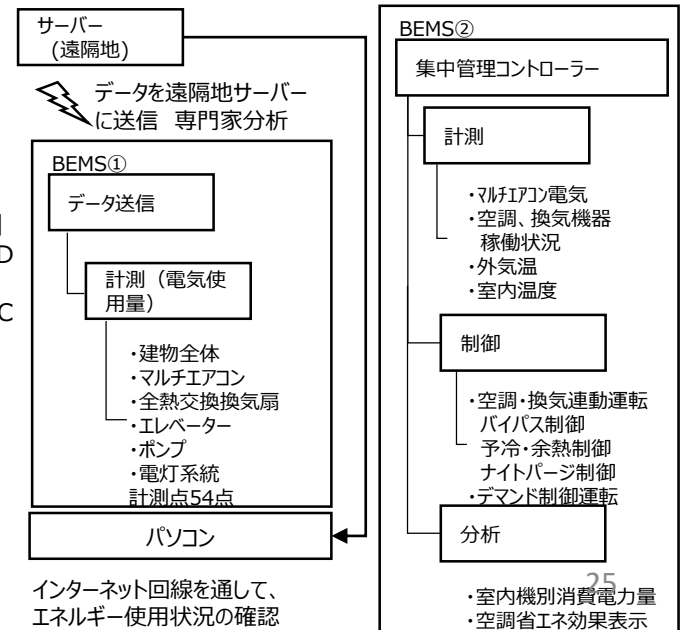 サーバー
(遠隔地)
データを遠隔地サーバー
に送信 専門家分析
BEMS①
データ送信
D
C
計測（電気使
用量）
・建物全体
・マルチエアコン
・全熱交換換気扇
・エレベーター
・ポンプ
・電灯系統
計測点54点
パソコン
インターネット回線を通して、
エネルギー使用状況の確認
BEMS②
集中管理コントローラー
計測
・マルチエアコン電気
・空調、換気機器
稼働状況
・外気温
・室内温度
制御
・空調・換気連動運転
バイパス制御
予冷・余熱制御
ナイトパージ制御
・デマンド制御運転
分析
25
・室内機別消費電力量
・空調省エネ効果表示